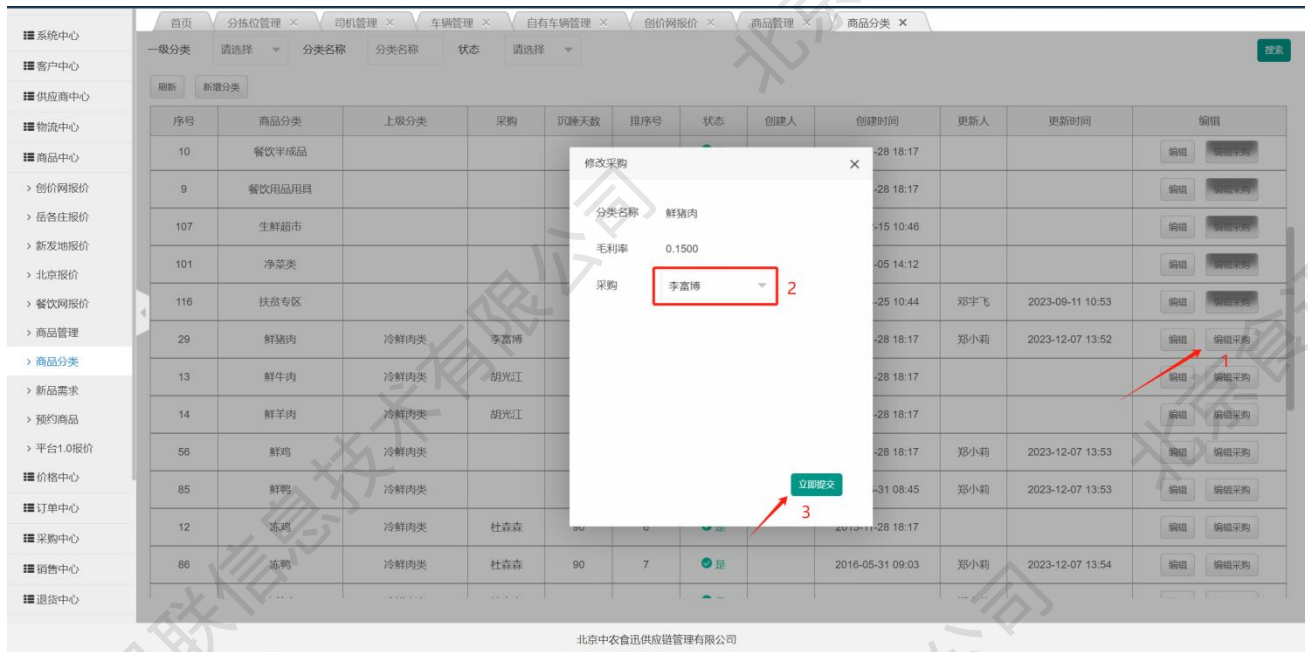 首页 分拣位管理 × 司机管理 × 车辆管理 × 自有车辆管理 × 创价网报价 × 商品管理 × 商品分类 ×
系统中心
客户中心
供应商中心
物流中心
商品中心
> 创价网报价
> 岳各庄报价
> 新发地报价
> 北京报价
> 餐饮网报价
> 商品管理
> 商品分类
> 新品需求
> 预约商品
> 平台1.0报价
价格中心
订单中心
采购中心
销售中心
退货中心
一级分类 请选择 分类名称 分类名称 状态 请选择 搜索
刷新 新增分类
序号 商品分类 上级分类 采购 沉睡天数 排序号 状态 创建人 创建时间 更新人 更新时间 编辑
10 餐饮半成品 -28 18:17 编辑 编辑采购
9 餐饮用品用具 -28 18:17 编辑 编辑采购
107 生鲜超市 -15 10:46 编辑 编辑采购
101 净菜类 -05 14:12 编辑 编辑采购
116 扶贫专区 -25 10:44 邓宇飞 2023-09-11 10:53 编辑 编辑采购
29 鲜猪肉 冷鲜肉类 李富博 -28 18:17 郑小莉 2023-12-07 13:52 编辑 编辑采购
13 鲜牛肉 冷鲜肉类 胡光江 -28 18:17 编辑 编辑采购
14 鲜羊肉 冷鲜肉类 胡光江 -28 18:17 编辑 编辑采购
56 鲜鸡 冷鲜肉类 -28 18:17 郑小莉 2023-12-07 13:53 编辑 编辑采购
85 鲜鸭 冷鲜肉类 -31 08:45 郑小莉 2023-12-07 13:53 编辑 编辑采购
12 冻鸡 冷鲜肉类 杜森森 90 6 是 2015-11-28 18:17 编辑 编辑采购
86 冻鸭 冷鲜肉类 杜森森 90 7 是 2016-05-31 09:03 郑小莉 2023-12-07 13:54 编辑 编辑采购
修改采购 ×
分类名称 鲜猪肉
毛利率 0.1500
采购 李富博 2
立即提交
3
1
北京中农食迅供应链管理有限公司
联信息技术有限公司
北京食
北
公司